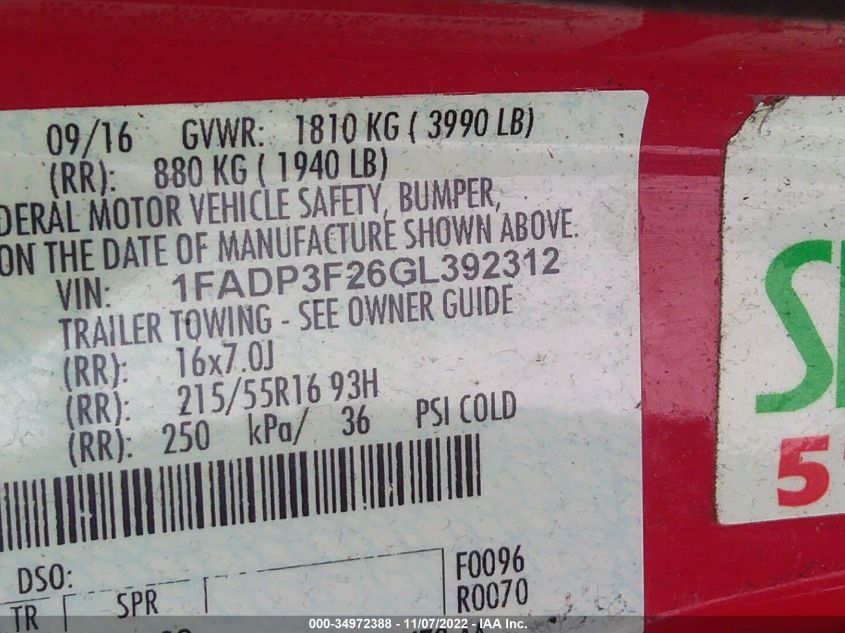 09/16 GVWR: 1810 KG ( 3990 LB)
(RR): 880 KG ( 1940 LB)
DERAL MOTOR VEHICLE SAFETY, BUMPER,
ON THE DATE OF MANUFACTURE SHOWN ABOVE.
VIN: 1FADP3F26GL392312
TRAILER TOWING - SEE OWNER GUIDE
(RR): 16x7.0J
(RR): 215/55R16 93H
(RR): 250 kPa/ 36 PSI COLD
DSO:
F0096
TR SPR R0070
5
000-34972388 - 11/07/2022 - IAA Inc.